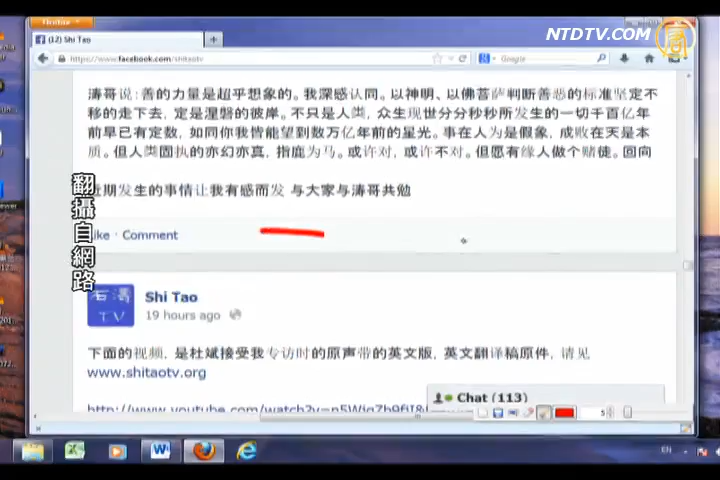 Firefox
NTDTV.COM
(12) Shi Tao
https://www.facebook.com/shitaotv
Google
涛哥说：善的力量是超乎想象的。我深感认同。以神明、以佛菩萨判断善恶的标准坚定不
移的走下去，定是涅磐的彼岸。不只是人类，众生现世分分秒秒所发生的一切千百亿年
前早已有定数，如同你我皆能望到数万亿年前的星光。事在人为是假象，成败在天是本
质。但人类固执的亦幻亦真，指鹿为马。或许对，或许不对。但愿有缘人做个赌徒。回向
近期发生的事情让我有感而发 与大家与涛哥共勉
Like · Comment
翻攝自網路
石涛
TV
Shi Tao
19 hours ago
下面的视频，是杜斌接受我专访时的原声带的英文版，英文翻译稿原件，请见
www.shitaotv.org
Chat (113)
5
EN